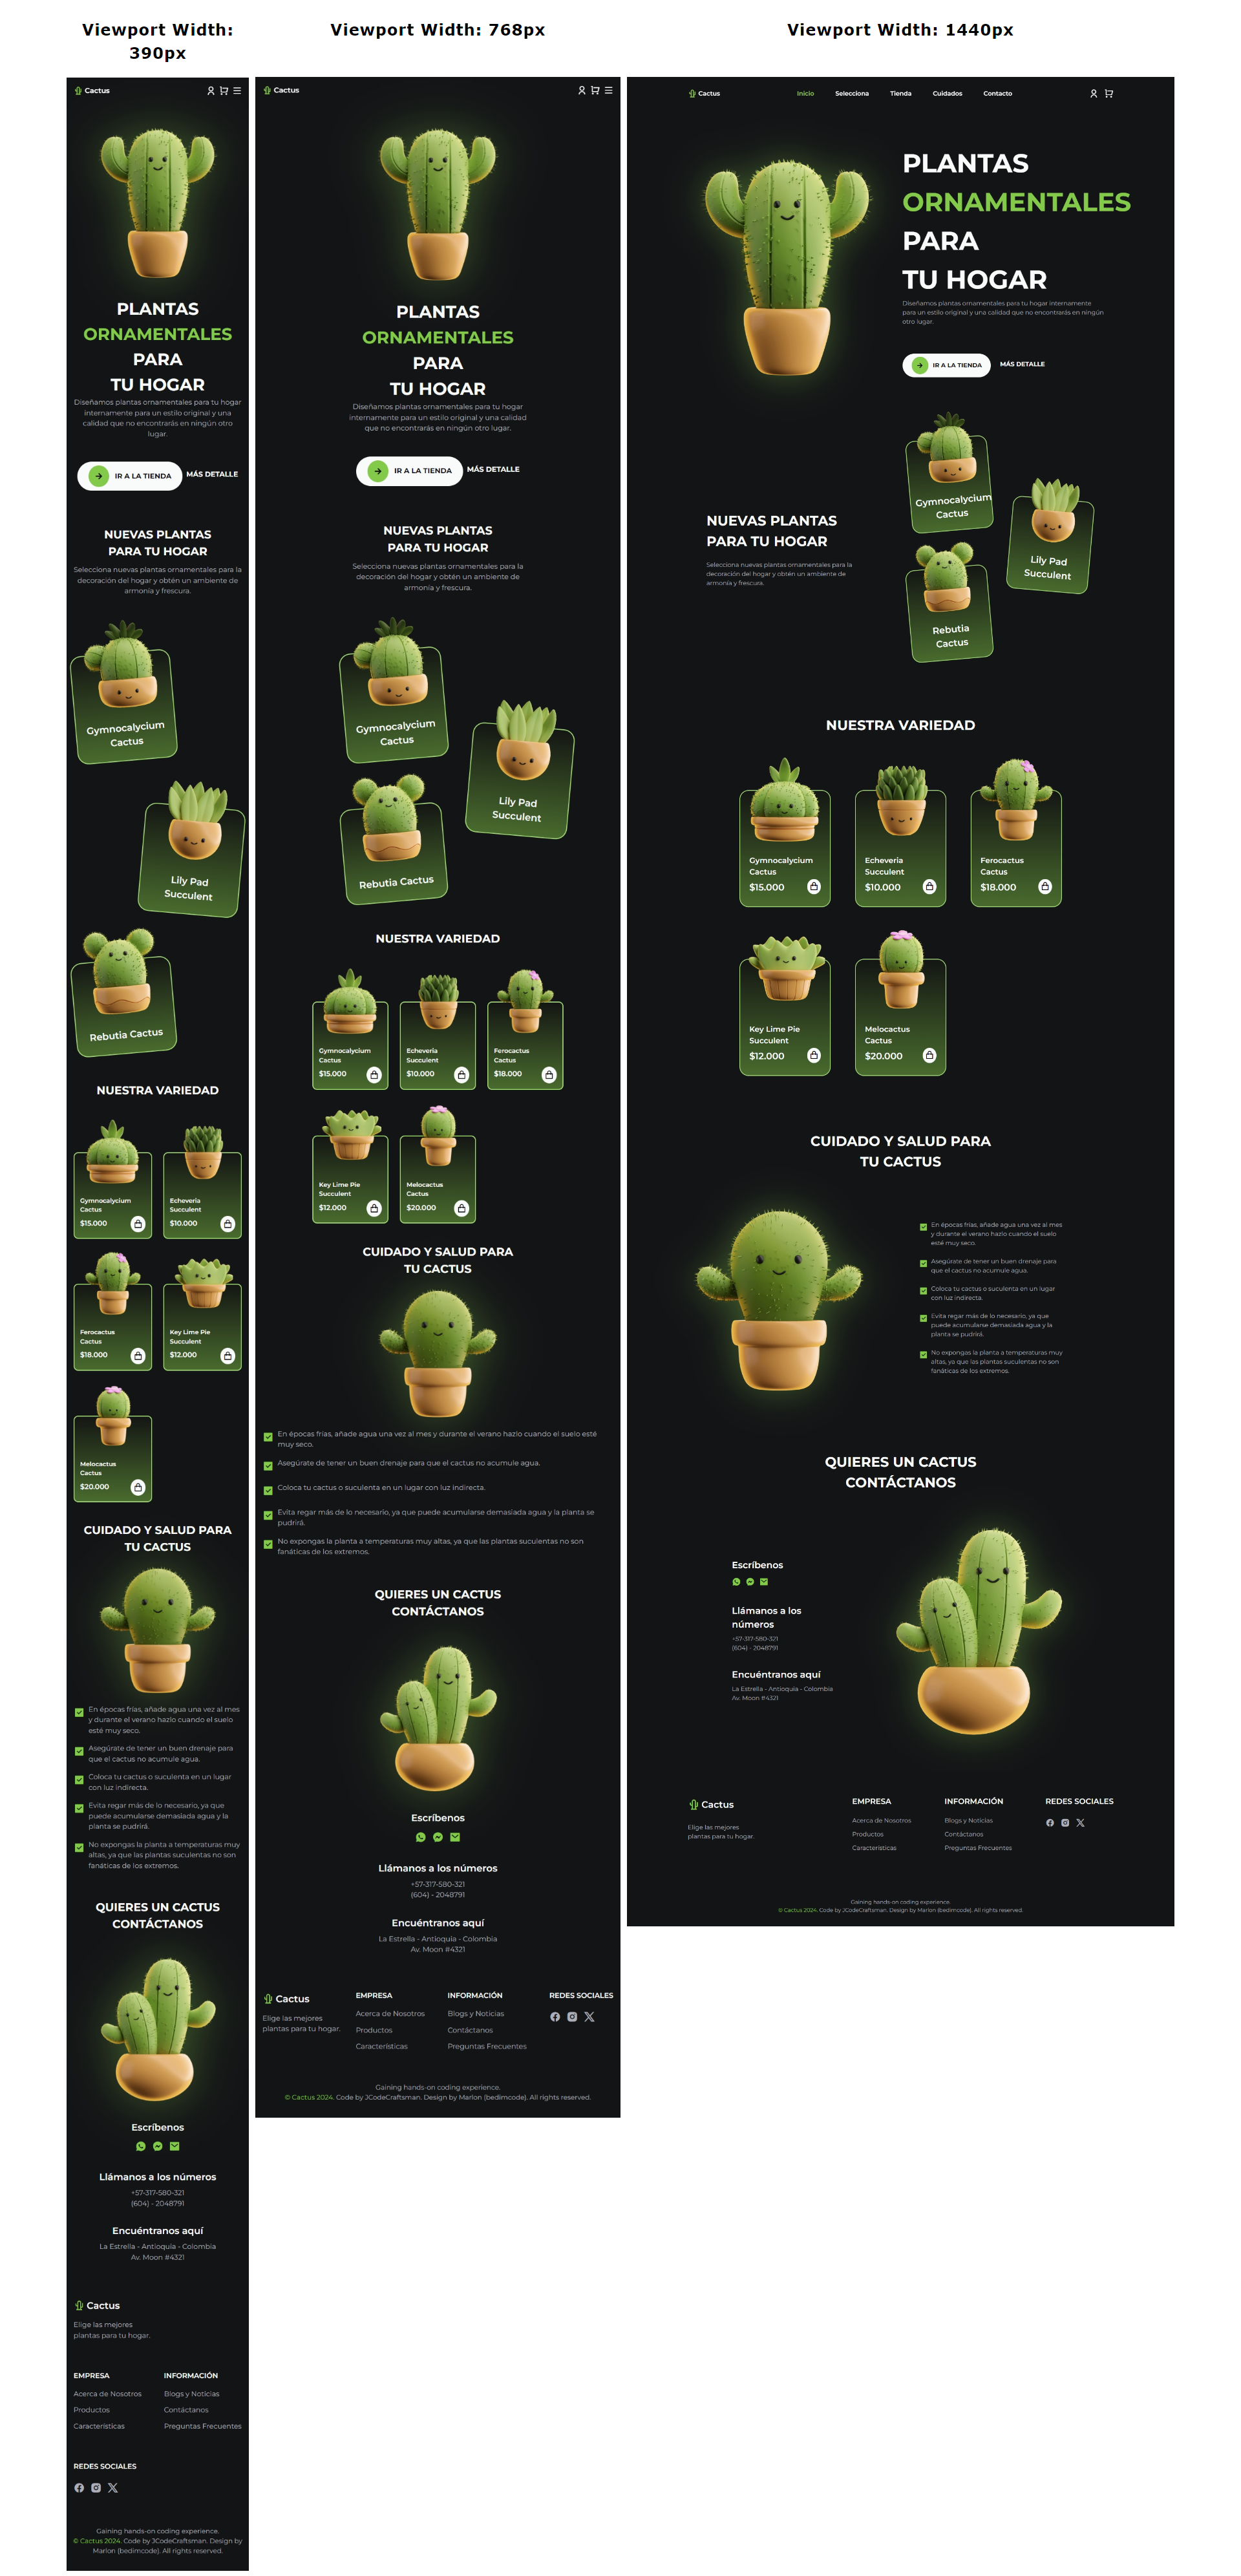 Viewport Width:
390px
Cactus
PLANTAS
ORNAMENTALES
PARA
TU HOGAR
Diseñamos plantas ornamentales para tu hogar
internamente para un estilo original y una
calidad que no encontrarás en ningún otro
lugar.
IR A LA TIENDA
MÁS DETALLE
NUEVAS PLANTAS
PARA TU HOGAR
Selecciona nuevas plantas ornamentales para la
decoración del hogar y obtén un ambiente de
armonía y frescura.
Gymnocalycium
Cactus
Lily Pad
Succulent
Rebutia Cactus
NUESTRA VARIEDAD
Gymnocalycium
Cactus
$15.000
Echeveria
Succulent
$10.000
Ferocactus
Cactus
$18.000
Key Lime Pie
Succulent
$12.000
Melocactus
Cactus
$20.000
CUIDADO Y SALUD PARA
TU CACTUS
En épocas frías, añade agua una vez al mes
y durante el verano hazlo cuando el suelo
esté muy seco.
Asegúrate de tener un buen drenaje para
que el cactus no acumule agua.
Coloca tu cactus o suculenta en un lugar
con luz indirecta.
Evita regar más de lo necesario, ya que
puede acumularse demasiada agua y la
planta se pudrirá.
No expongas la planta a temperaturas muy
altas, ya que las plantas suculentas no son
fanáticas de los extremos.
QUIERES UN CACTUS
CONTÁCTANOS
Escríbenos
Llámanos a los números
+57-317-580-321
(604) - 2048791
Encuéntranos aquí
La Estrella - Antioquia - Colombia
Av. Moon #4321
Cactus
Elige las mejores
plantas para tu hogar.
EMPRESA
Acerca de Nosotros
Productos
Características
INFORMACIÓN
Blogs y Noticias
Contáctanos
Preguntas Frecuentes
REDES SOCIALES
Gaining hands-on coding experience.
© Cactus 2024. Code by JCodeCraftsman. Design by
Marlon (bedimcode). All rights reserved.
Viewport Width: 768px
Cactus
PLANTAS
ORNAMENTALES
PARA
TU HOGAR
Diseñamos plantas ornamentales para tu hogar
internamente para un estilo original y una calidad
que no encontrarás en ningún otro lugar.
IR A LA TIENDA
MÁS DETALLE
NUEVAS PLANTAS
PARA TU HOGAR
Selecciona nuevas plantas ornamentales para la
decoración del hogar y obtén un ambiente de
armonía y frescura.
Gymnocalycium
Cactus
Lily Pad
Succulent
Rebutia Cactus
NUESTRA VARIEDAD
Gymnocalycium
Cactus
$15.000
Echeveria
Succulent
$10.000
Ferocactus
Cactus
$18.000
Key Lime Pie
Succulent
$12.000
Melocactus
Cactus
$20.000
CUIDADO Y SALUD PARA
TU CACTUS
En épocas frías, añade agua una vez al mes y durante el verano hazlo cuando el suelo esté
muy seco.
Asegúrate de tener un buen drenaje para que el cactus no acumule agua.
Coloca tu cactus o suculenta en un lugar con luz indirecta.
Evita regar más de lo necesario, ya que puede acumularse demasiada agua y la planta se
pudrirá.
No expongas la planta a temperaturas muy altas, ya que las plantas suculentas no son
fanáticas de los extremos.
QUIERES UN CACTUS
CONTÁCTANOS
Escríbenos
Llámanos a los números
+57-317-580-321
(604) - 2048791
Encuéntranos aquí
La Estrella - Antioquia - Colombia
Av. Moon #4321
Cactus
Elige las mejores
plantas para tu hogar.
EMPRESA
Acerca de Nosotros
Productos
Características
INFORMACIÓN
Blogs y Noticias
Contáctanos
Preguntas Frecuentes
REDES SOCIALES
Gaining hands-on coding experience.
© Cactus 2024. Code by JCodeCraftsman. Design by Marlon (bedimcode). All rights reserved.
Viewport Width: 1440px
Cactus
Inicio
Selecciona
Tienda
Cuidados
Contacto
PLANTAS
ORNAMENTALES
PARA
TU HOGAR
Diseñamos plantas ornamentales para tu hogar internamente
para un estilo original y una calidad que no encontrarás en ningún
otro lugar.
IR A LA TIENDA
MÁS DETALLE
NUEVAS PLANTAS
PARA TU HOGAR
Selecciona nuevas plantas ornamentales para la
decoración del hogar y obtén un ambiente de
armonía y frescura.
Gymnocalycium
Cactus
Lily Pad
Succulent
Rebutia
Cactus
NUESTRA VARIEDAD
Gymnocalycium
Cactus
$15.000
Echeveria
Succulent
$10.000
Ferocactus
Cactus
$18.000
Key Lime Pie
Succulent
$12.000
Melocactus
Cactus
$20.000
CUIDADO Y SALUD PARA
TU CACTUS
En épocas frías, añade agua una vez al mes
y durante el verano hazlo cuando el suelo
esté muy seco.
Asegúrate de tener un buen drenaje para
que el cactus no acumule agua.
Coloca tu cactus o suculenta en un lugar
con luz indirecta.
Evita regar más de lo necesario, ya que
puede acumularse demasiada agua y la
planta se pudrirá.
No expongas la planta a temperaturas muy
altas, ya que las plantas suculentas no son
fanáticas de los extremos.
QUIERES UN CACTUS
CONTÁCTANOS
Escríbenos
Llámanos a los
números
+57-317-580-321
(604) - 2048791
Encuéntranos aquí
La Estrella - Antioquia - Colombia
Av. Moon #4321
Cactus
Elige las mejores
plantas para tu hogar.
EMPRESA
Acerca de Nosotros
Productos
Características
INFORMACIÓN
Blogs y Noticias
Contáctanos
Preguntas Frecuentes
REDES SOCIALES
Gaining hands-on coding experience.
© Cactus 2024. Code by JCodeCraftsman. Design by Marlon (bedimcode). All rights reserved.